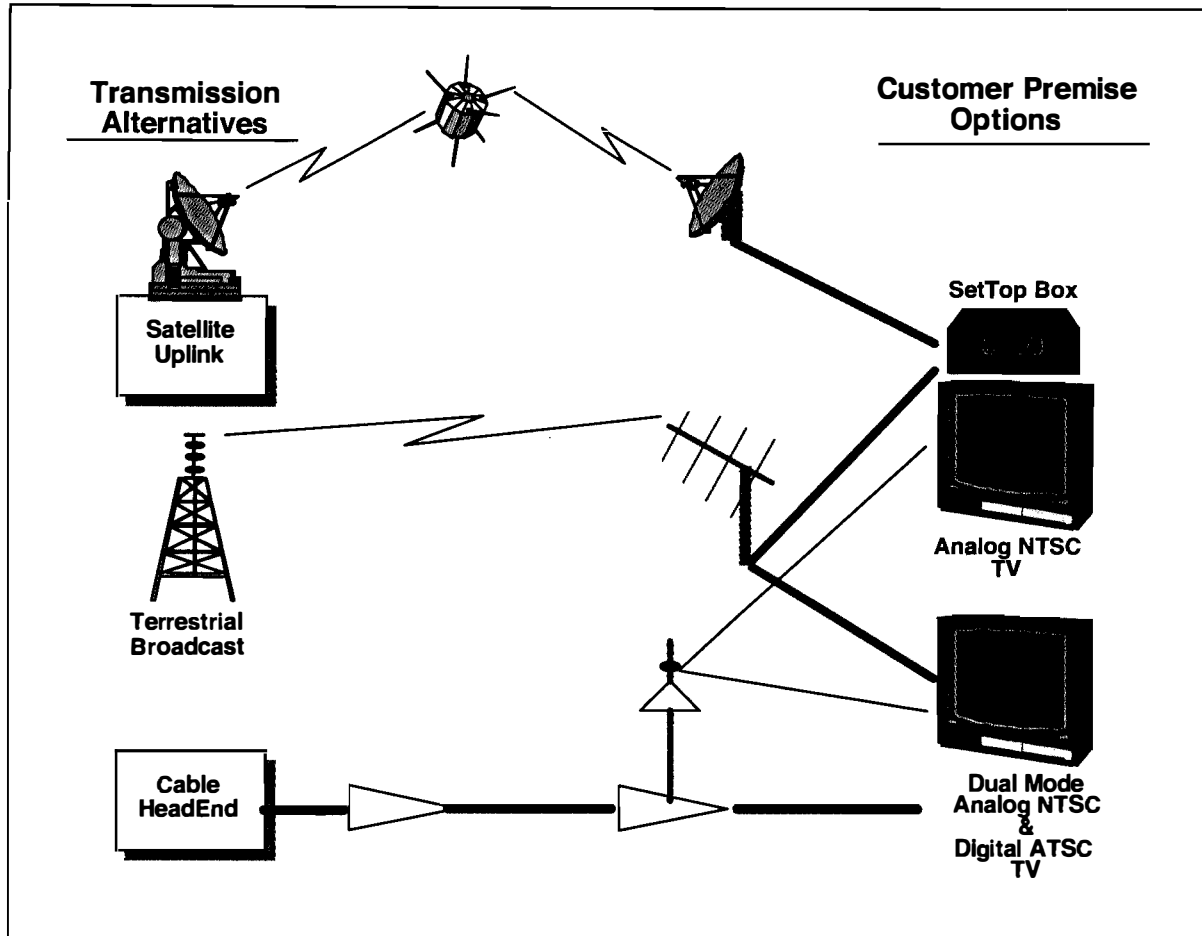 Transmission
Alternatives
Customer Premise
Options
SetTop Box
Satellite
Uplink
Analog NTSC
TV
Terrestrial
Broadcast
Cable
HeadEnd
Dual Mode
Analog NTSC
&
Digital ATSC
TV